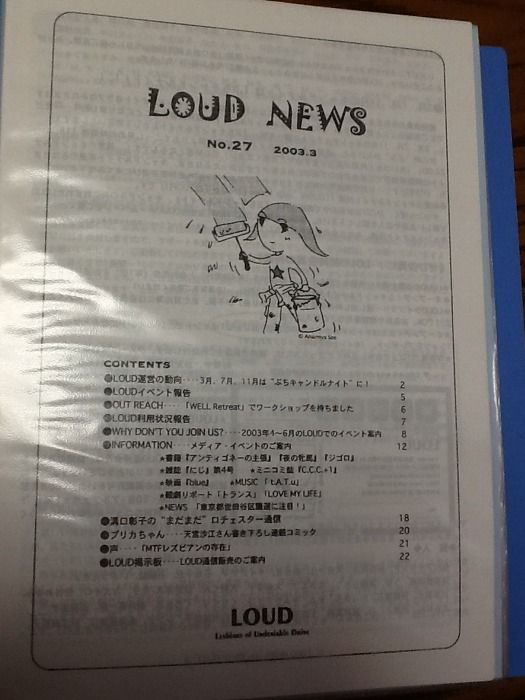 LOUD NEWS
No.27 2003.3
© Amamiya Sae
CONTENTS
●LOUD運営の動向‥‥3月、7月、11月は"ぷちキャンドルナイト"に! 2
●LOUDイベント報告 5
●OUT REACH‥‥「WELL Retreat」でワークショップを持ちました 6
●LOUD利用状況報告 7
●WHY DON'T YOU JOIN US?‥‥2003年4〜6月のLOUDでのイベント案内 8
●INFORMATION‥‥メディア・イベントのご案内 12
★書籍『アンティゴネーの主張』『夜の牝馬』『ジゴロ』
★雑誌『にじ』第4号 ★ミニコミ誌『C.C.C.+1』
★映画『blue』 ★MUSIC 「t.A.T.u」
★観劇リポート「トランス」「LOVE MY LIFE」
★NEWS 「東京都世田谷区議選に注目!」
●溝口彰子の"まだまだ"ロチェスター通信 18
●プリカちゃん‥‥天宮沙江さん書き下ろし連載コミック 20
●声‥‥「MTFレズビアンの存在」 21
●LOUD掲示板‥‥LOUD通信販売のご案内 22
LOUD
Lesbians of Undeniable Drive